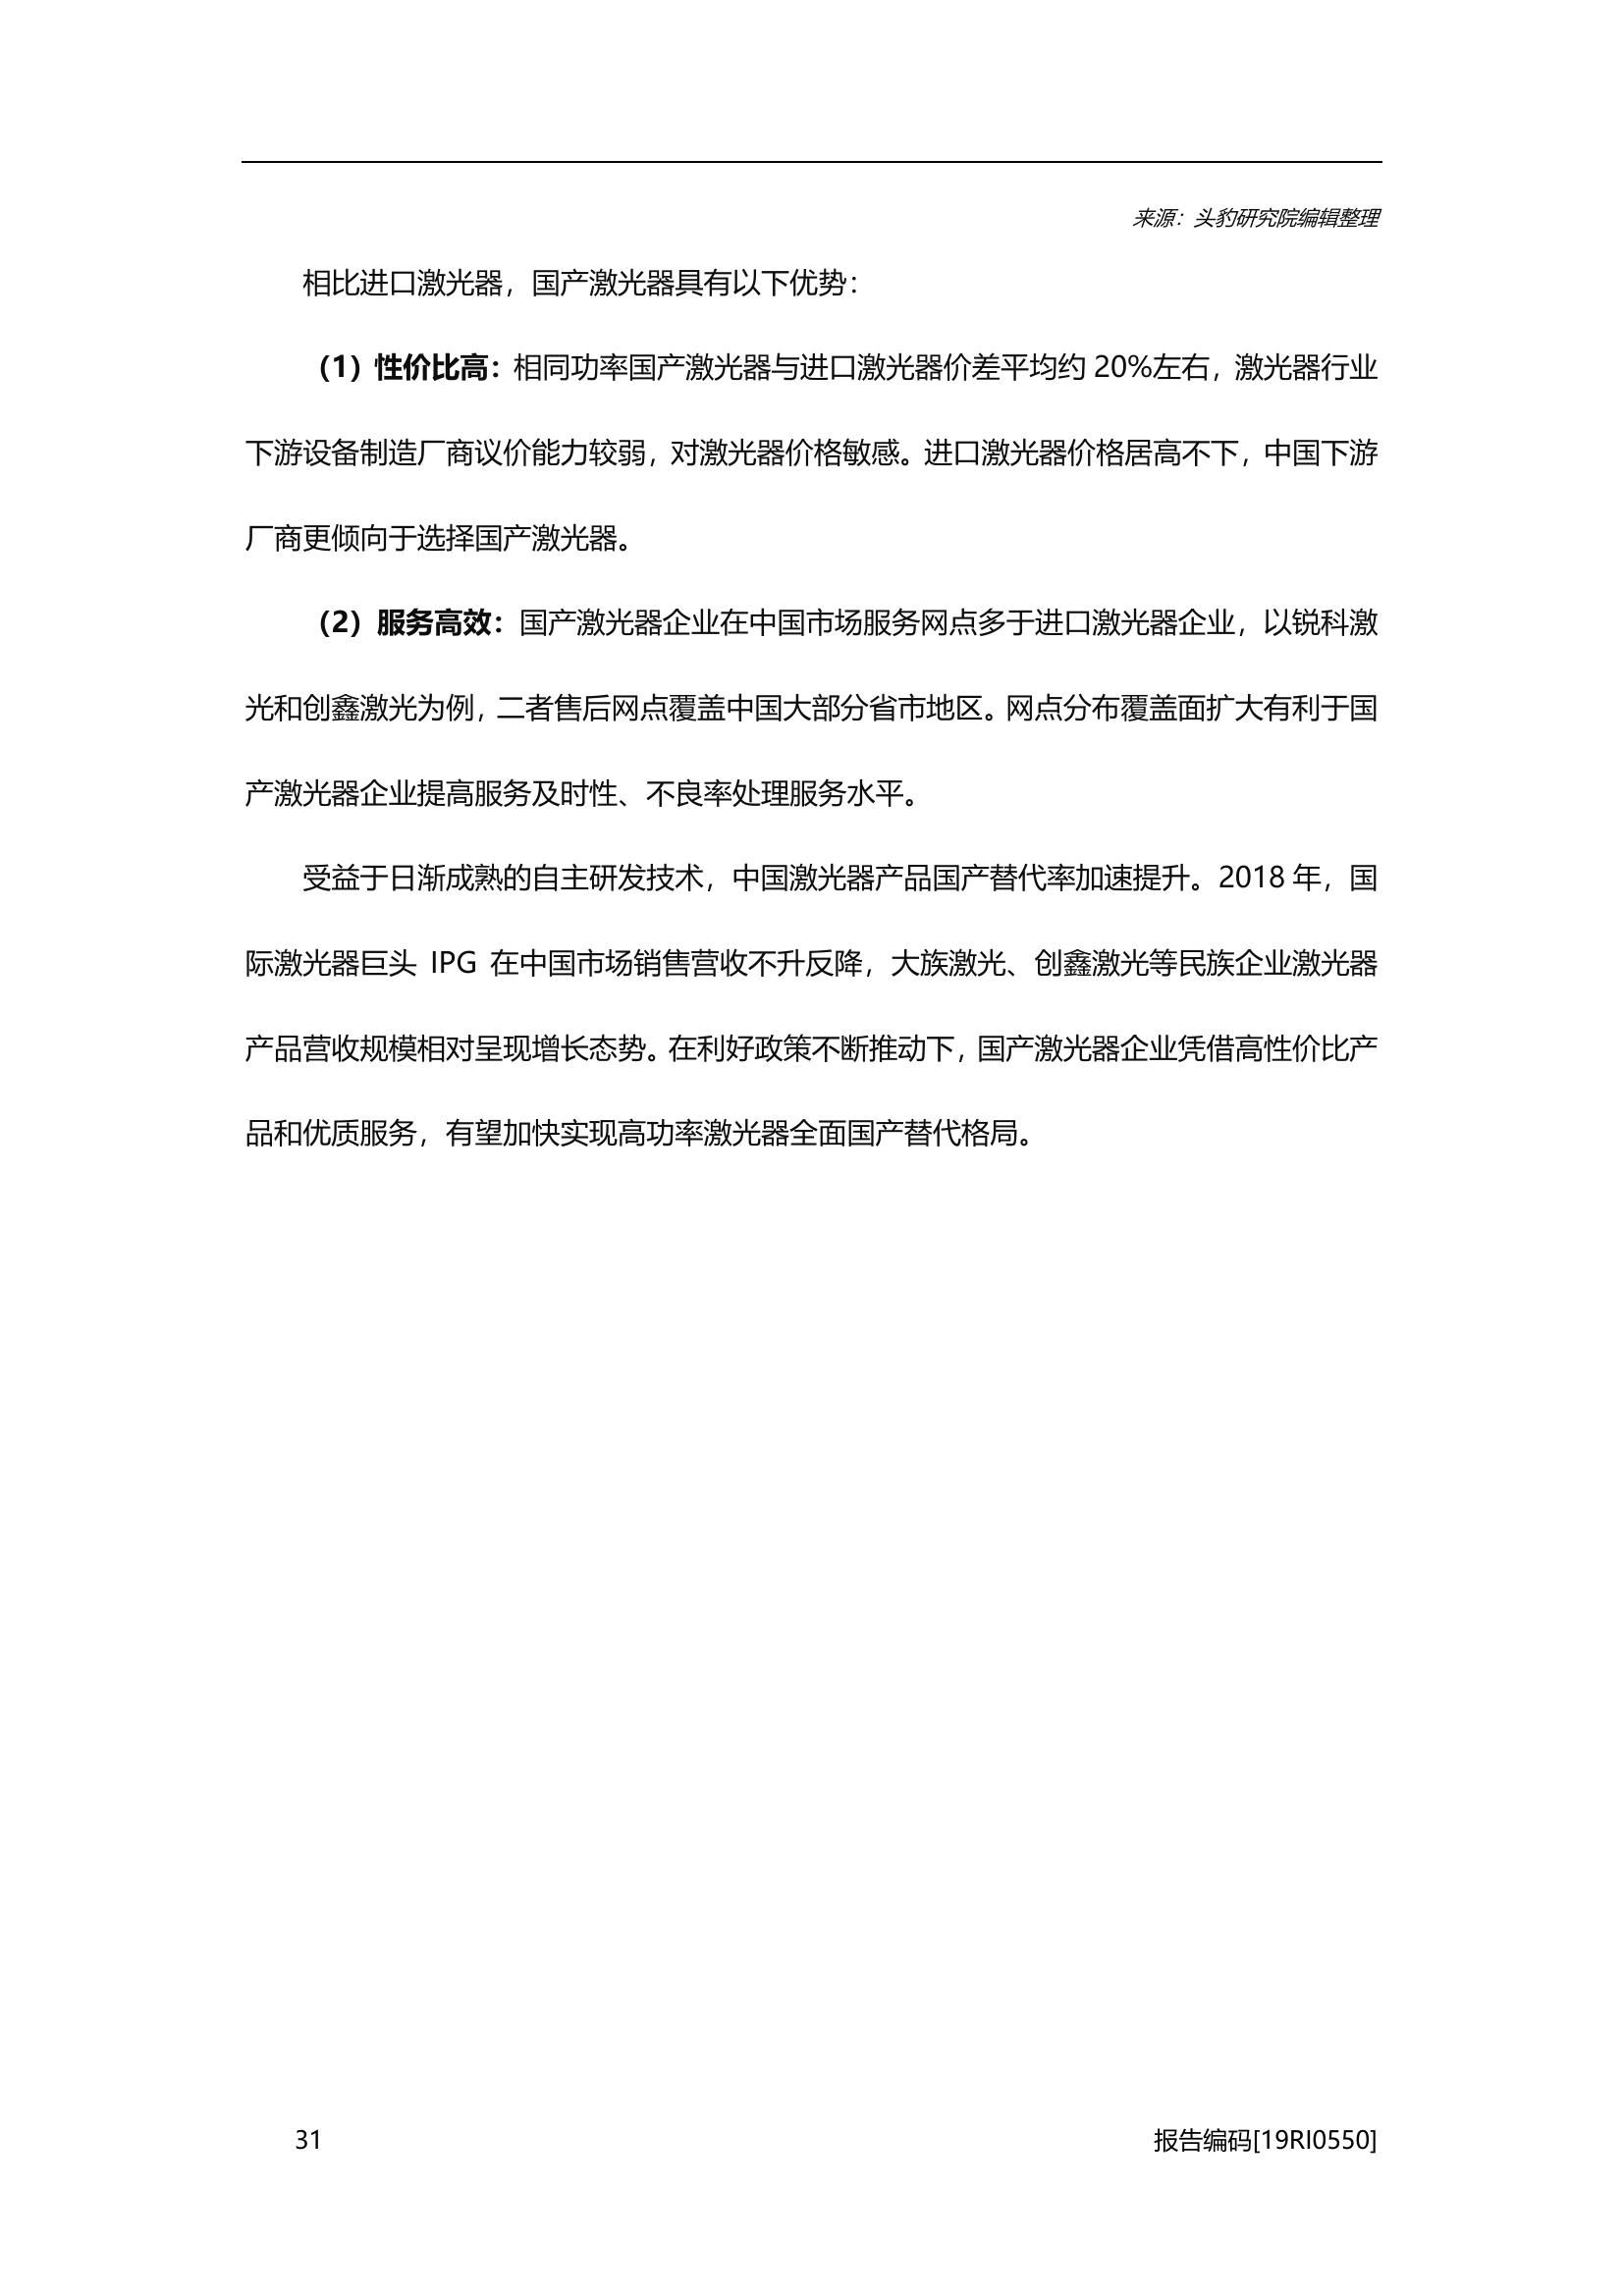 来源：头豹研究院编辑整理
相比进口激光器，国产激光器具有以下优势：
（1）性价比高：相同功率国产激光器与进口激光器价差平均约 20%左右，激光器行业
下游设备制造厂商议价能力较弱，对激光器价格敏感。进口激光器价格居高不下，中国下游
厂商更倾向于选择国产激光器。
（2）服务高效：国产激光器企业在中国市场服务网点多于进口激光器企业，以锐科激
光和创鑫激光为例，二者售后网点覆盖中国大部分省市地区。网点分布覆盖面扩大有利于国
产激光器企业提高服务及时性、不良率处理服务水平。
受益于日渐成熟的自主研发技术，中国激光器产品国产替代率加速提升。2018 年，国
际激光器巨头 IPG 在中国市场销售营收不升反降，大族激光、创鑫激光等民族企业激光器
产品营收规模相对呈现增长态势。在利好政策不断推动下，国产激光器企业凭借高性价比产
品和优质服务，有望加快实现高功率激光器全面国产替代格局。
31 报告编码[19RI0550]